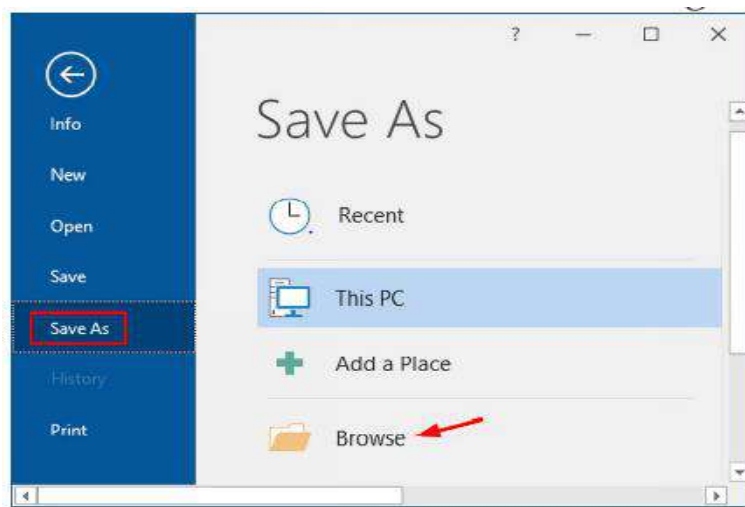 ?
Info
New
Open
Save
Save As
History
Print
Save As
Recent
This PC
Add a Place
Browse